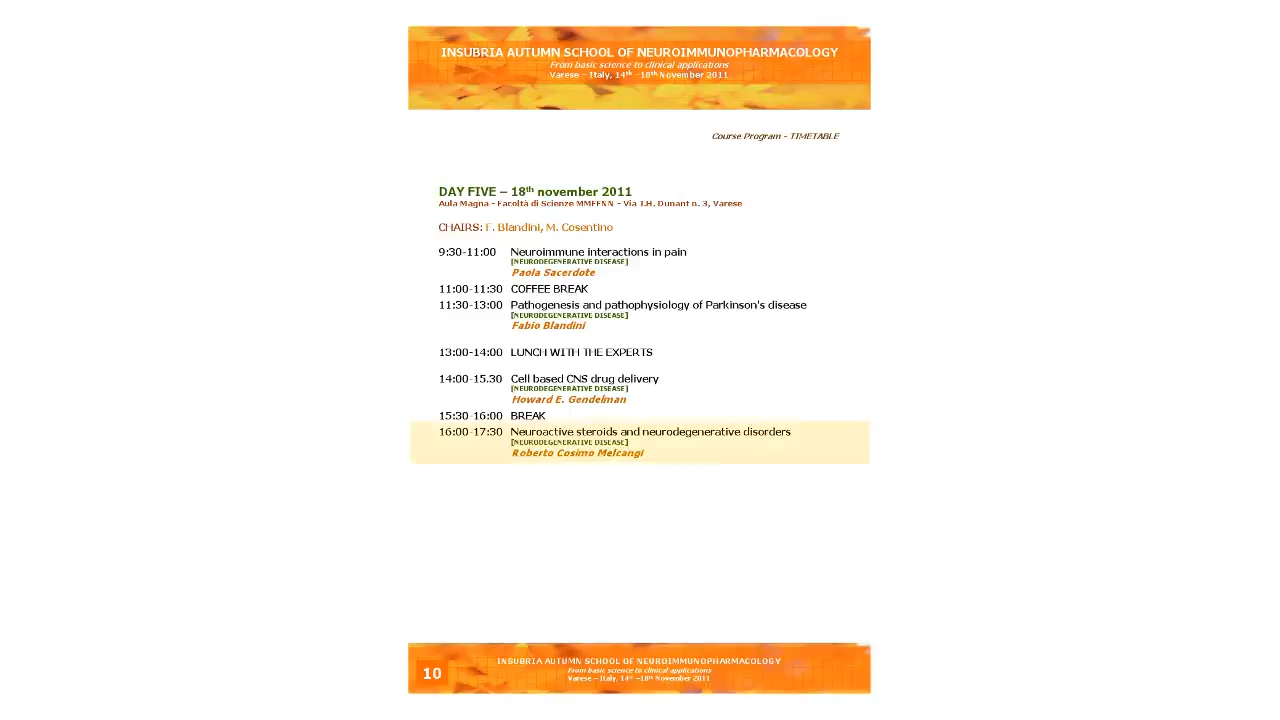 INSUBRIA AUTUMN SCHOOL OF NEUROIMMUNOPHARMACOLOGY
From basic science to clinical applications
Varese – Italy, 14th –18th November 2011
Course Program - TIMETABLE
DAY FIVE – 18th november 2011
Aula Magna - Facoltà di Scienze MMFFNN - Via J.H. Dunant n. 3, Varese
CHAIRS: F. Blandini, M. Cosentino
9:30-11:00 Neuroimmune interactions in pain
[NEURODEGENERATIVE DISEASE]
Paola Sacerdote
11:00-11:30 COFFEE BREAK
11:30-13:00 Pathogenesis and pathophysiology of Parkinson's disease
[NEURODEGENERATIVE DISEASE]
Fabio Blandini
13:00-14:00 LUNCH WITH THE EXPERTS
14:00-15.30 Cell based CNS drug delivery
[NEURODEGENERATIVE DISEASE]
Howard E. Gendelman
15:30-16:00 BREAK
16:00-17:30 Neuroactive steroids and neurodegenerative disorders
[NEURODEGENERATIVE DISEASE]
Roberto Cosimo Melcangi
10
INSUBRIA AUTUMN SCHOOL OF NEUROIMMUNOPHARMACOLOGY
From basic science to clinical applications
Varese – Italy, 14th –18th November 2011